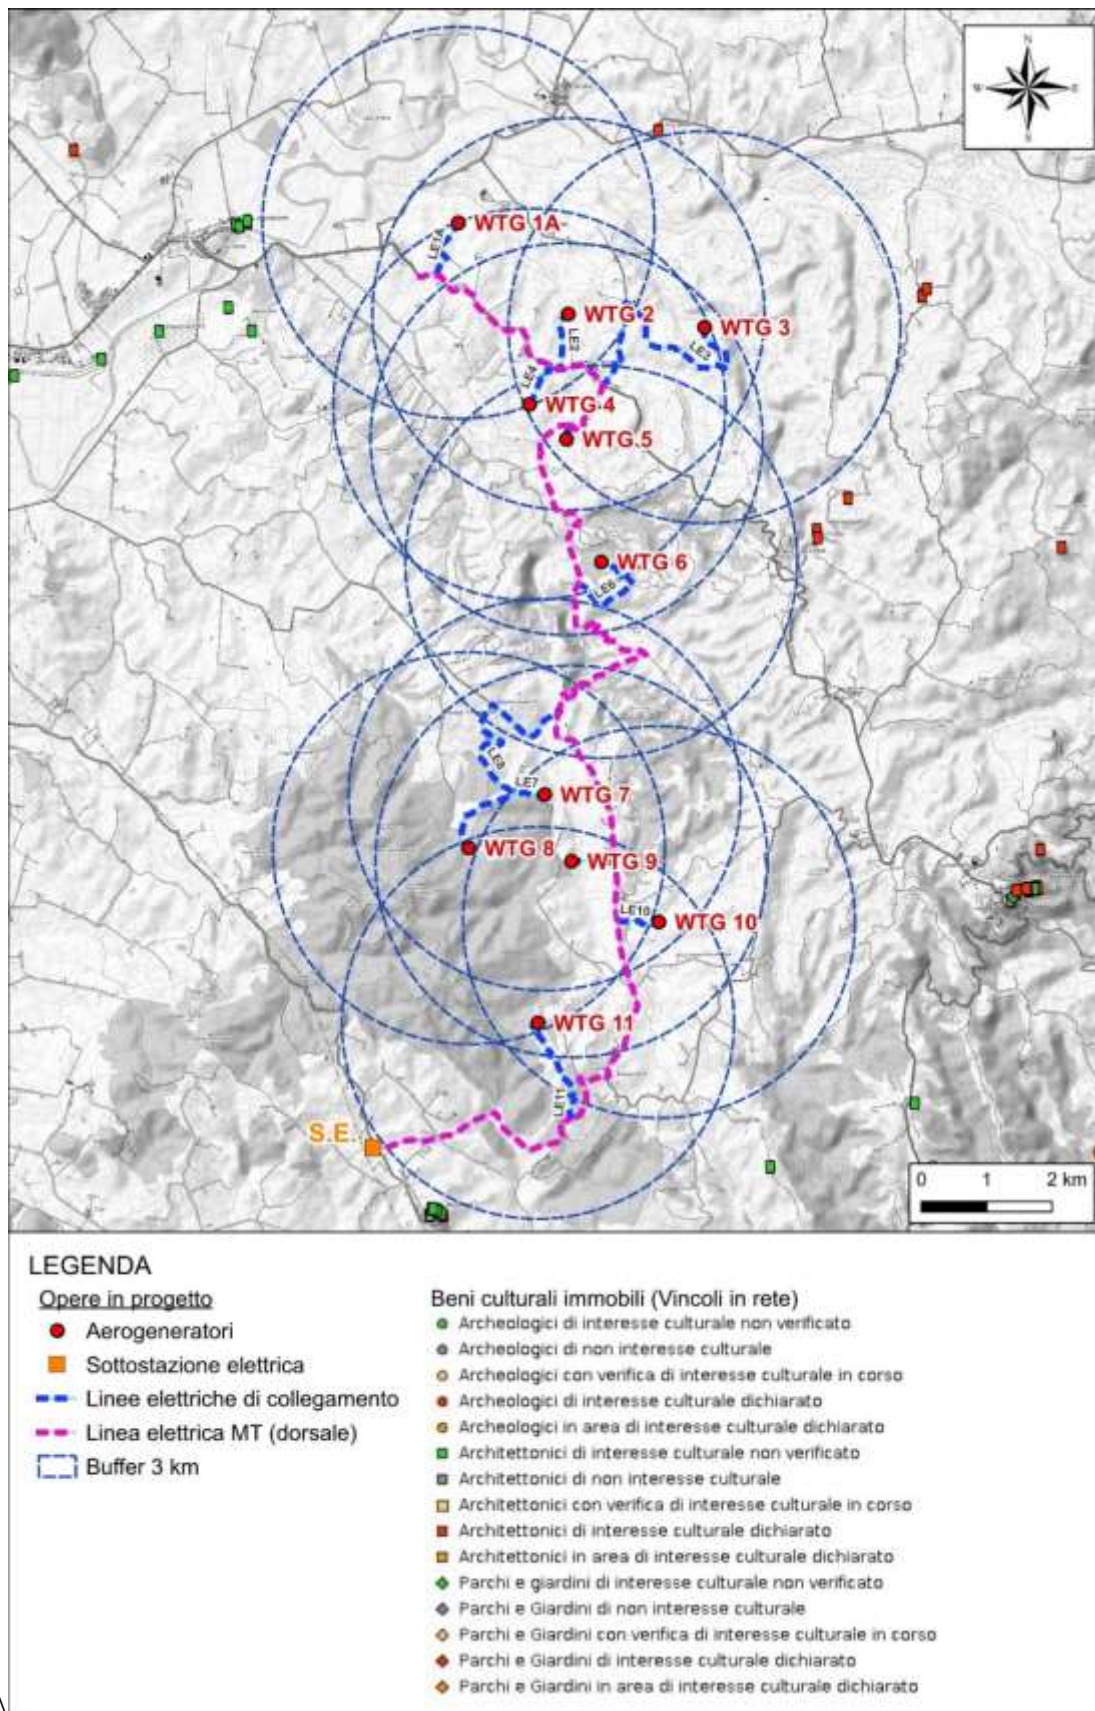 N
W
E
S
WTG 1A
LE1A
WTG 2
WTG 3
LE2
LE3
LE4
WTG 4
WTG 5
WTG 6
LE6
LE8
LE7
WTG 7
WTG 8
WTG 9
LE10
WTG 10
WTG 11
LE11
S.E.
0 1 2 km
LEGENDA
Opere in progetto
Aerogeneratori
Sottostazione elettrica
Linee elettriche di collegamento
Linea elettrica MT (dorsale)
Buffer 3 km
Beni culturali immobili (Vincoli in rete)
Archeologici di interesse culturale non verificato
Archeologici di non interesse culturale
Archeologici con verifica di interesse culturale in corso
Archeologici di interesse culturale dichiarato
Archeologici in area di interesse culturale dichiarato
Architettonici di interesse culturale non verificato
Architettonici di non interesse culturale
Architettonici con verifica di interesse culturale in corso
Architettonici di interesse culturale dichiarato
Architettonici in area di interesse culturale dichiarato
Parchi e giardini di interesse culturale non verificato
Parchi e Giardini di non interesse culturale
Parchi e Giardini con verifica di interesse culturale in corso
Parchi e Giardini di interesse culturale dichiarato
Parchi e Giardini in area di interesse culturale dichiarato